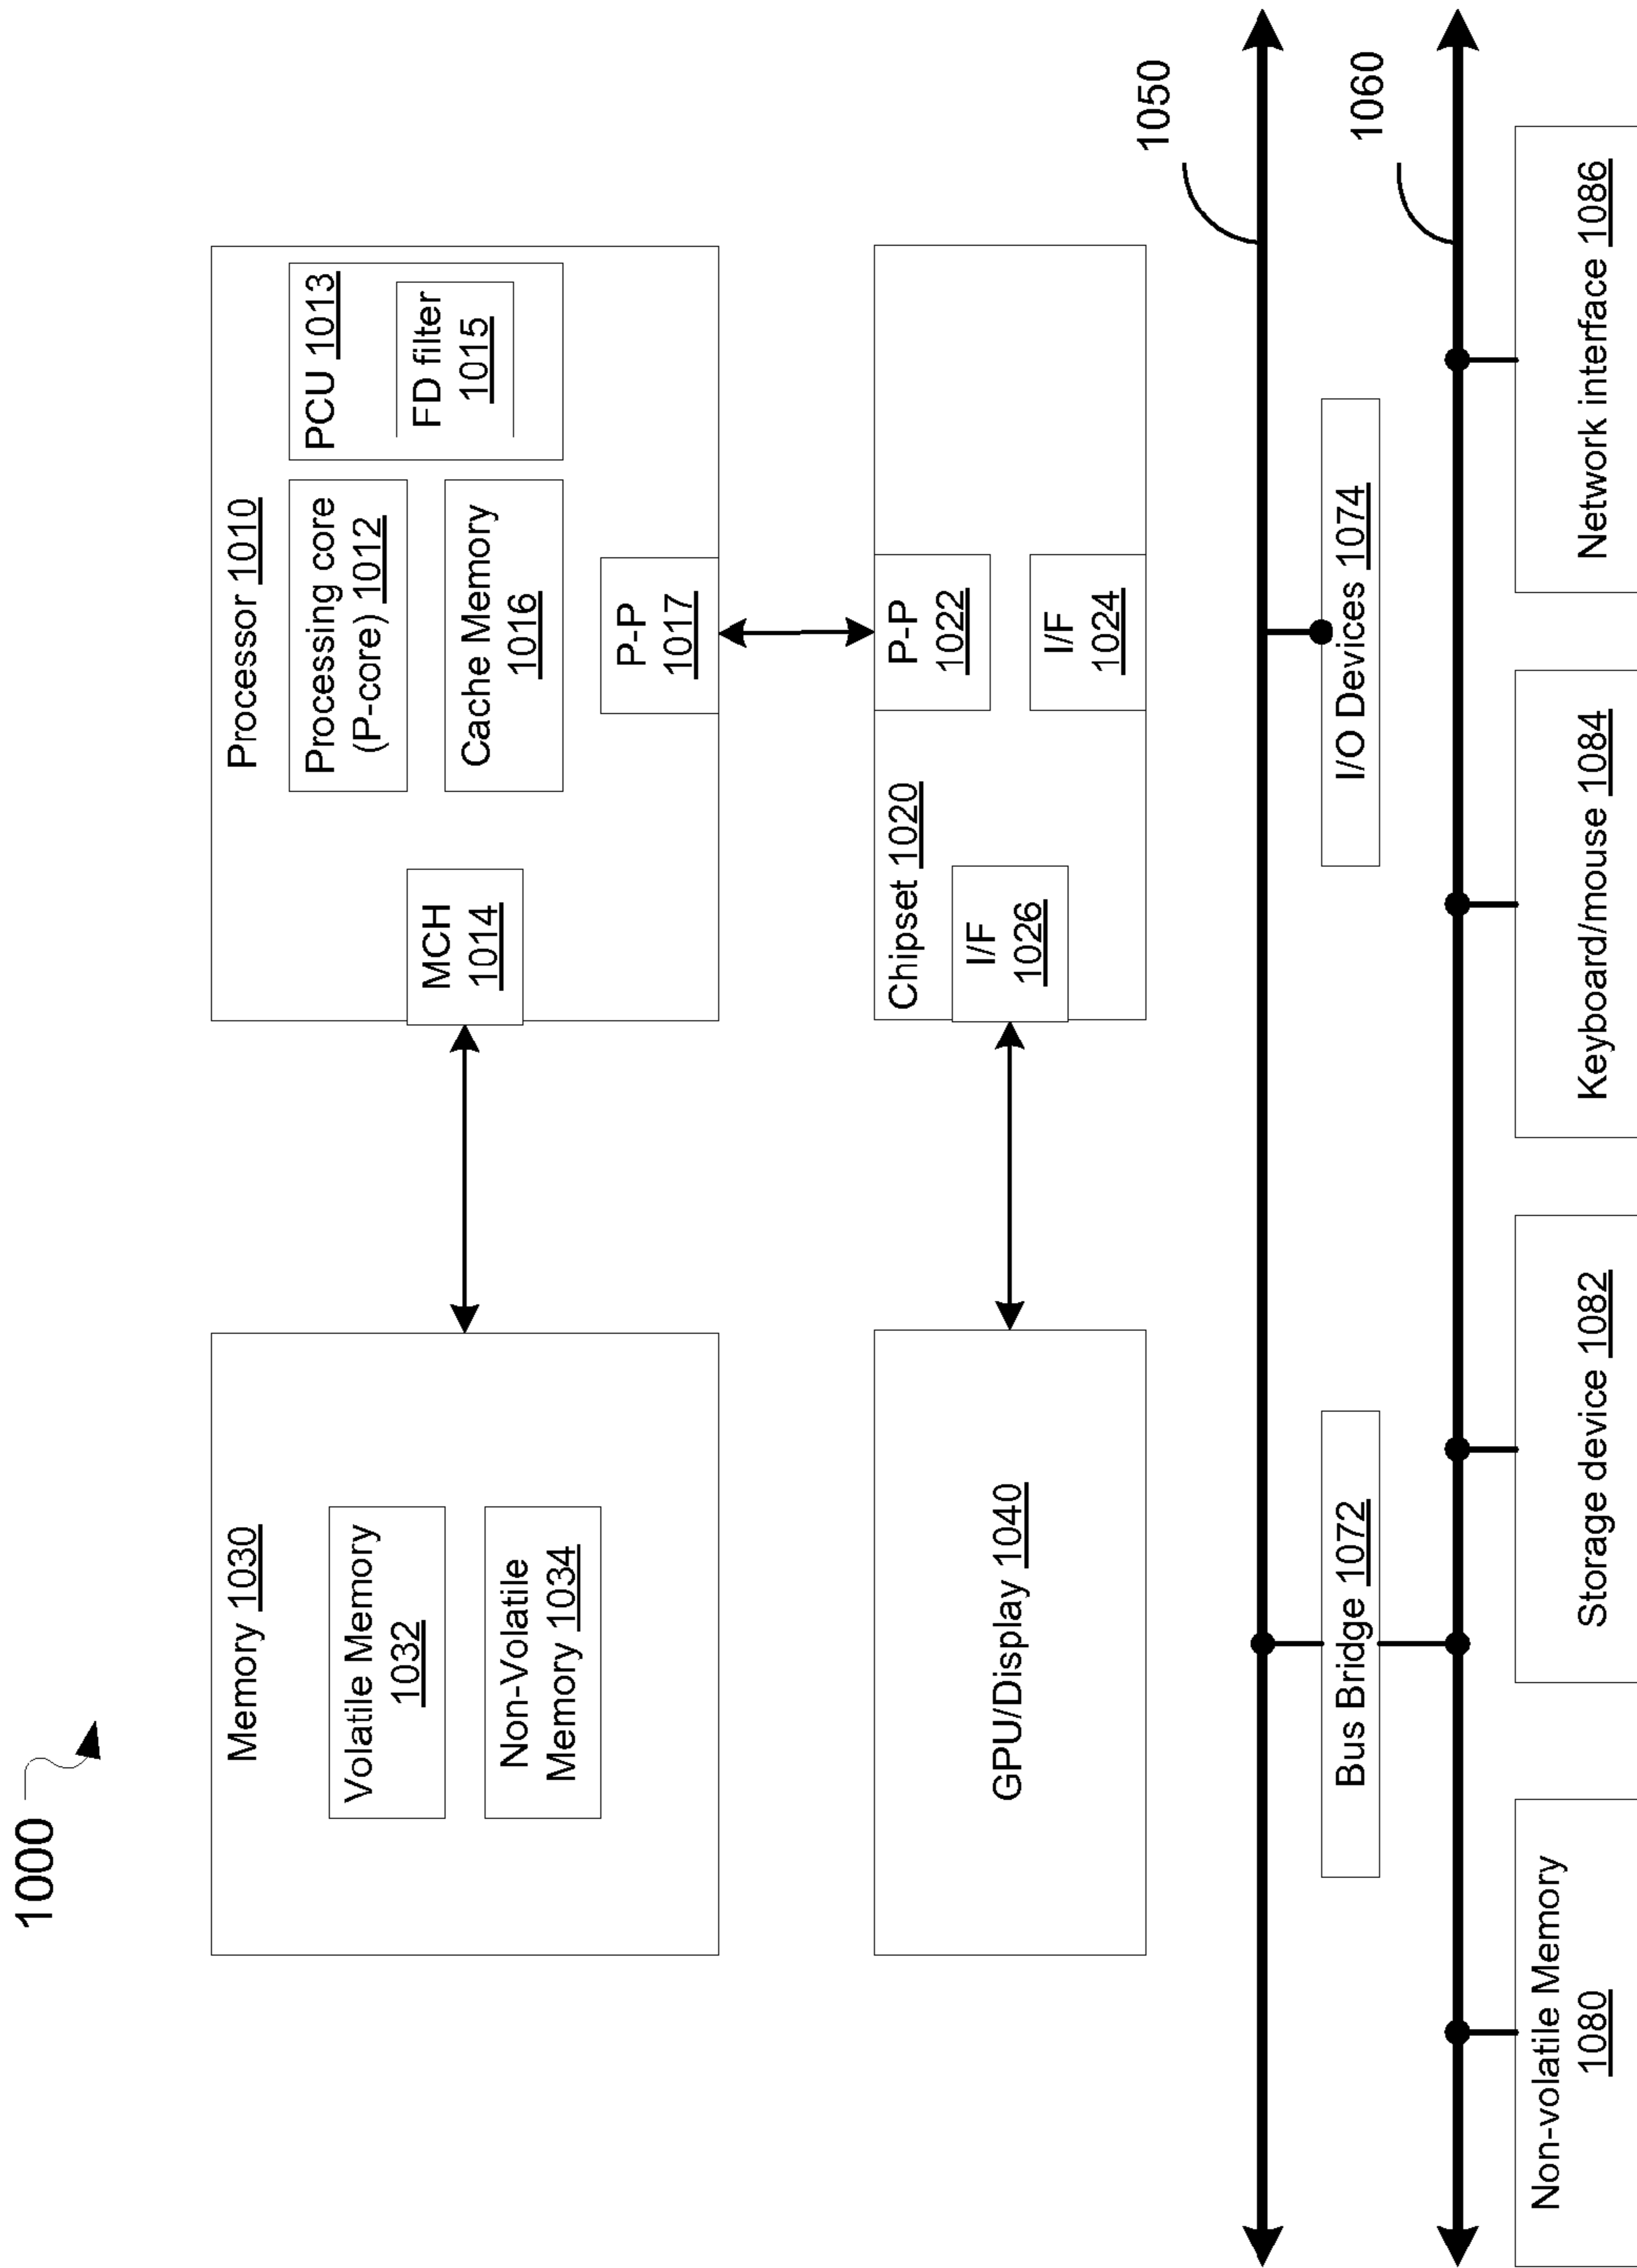 1000
Memory 1030
Volatile Memory
1032
Non-Volatile
Memory 1034
Processor 1010
MCH
1014
Processing core
(P-core) 1012
Cache Memory
1016
PCU 1013
FD filter
1015
P-P
1017
GPU/Display 1040
Chipset 1020
I/F
1026
P-P
1022
I/F
1024
1050
Bus Bridge 1072
I/O Devices 1074
1060
Non-volatile Memory
1080
Storage device 1082
Keyboard/mouse 1084
Network interface 1086